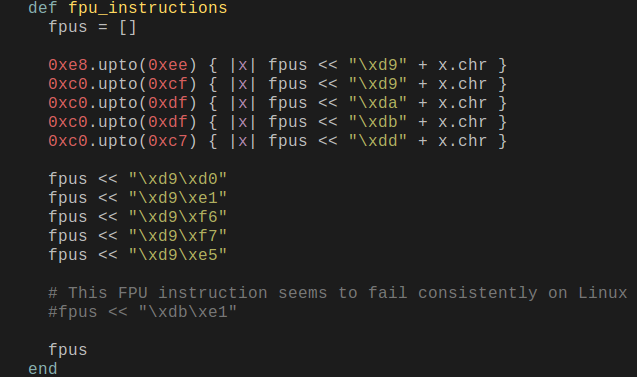 def fpu_instructions
  fpus = []

  0xe8.upto(0xee) { |x| fpus << "\xd9" + x.chr }
  0xc0.upto(0xcf) { |x| fpus << "\xd9" + x.chr }
  0xc0.upto(0xdf) { |x| fpus << "\xda" + x.chr }
  0xc0.upto(0xdf) { |x| fpus << "\xdb" + x.chr }
  0xc0.upto(0xc7) { |x| fpus << "\xdd" + x.chr }

  fpus << "\xd9\xd0"
  fpus << "\xd9\xe1"
  fpus << "\xd9\xf6"
  fpus << "\xd9\xf7"
  fpus << "\xd9\xe5"

  # This FPU instruction seems to fail consistently on Linux
  #fpus << "\xdb\xe1"

  fpus
end